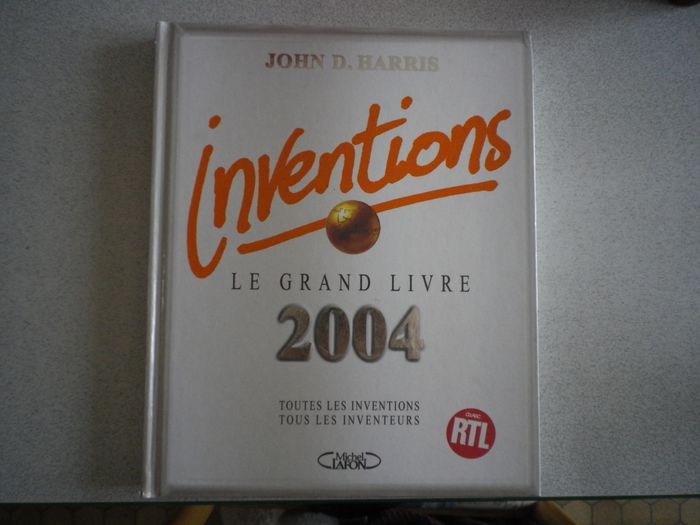 JOHN D. HARRIS
inventions
LE GRAND LIVRE
2004
TOUTES LES INVENTIONS
TOUS LES INVENTEURS
RTL
Michel
LAFON